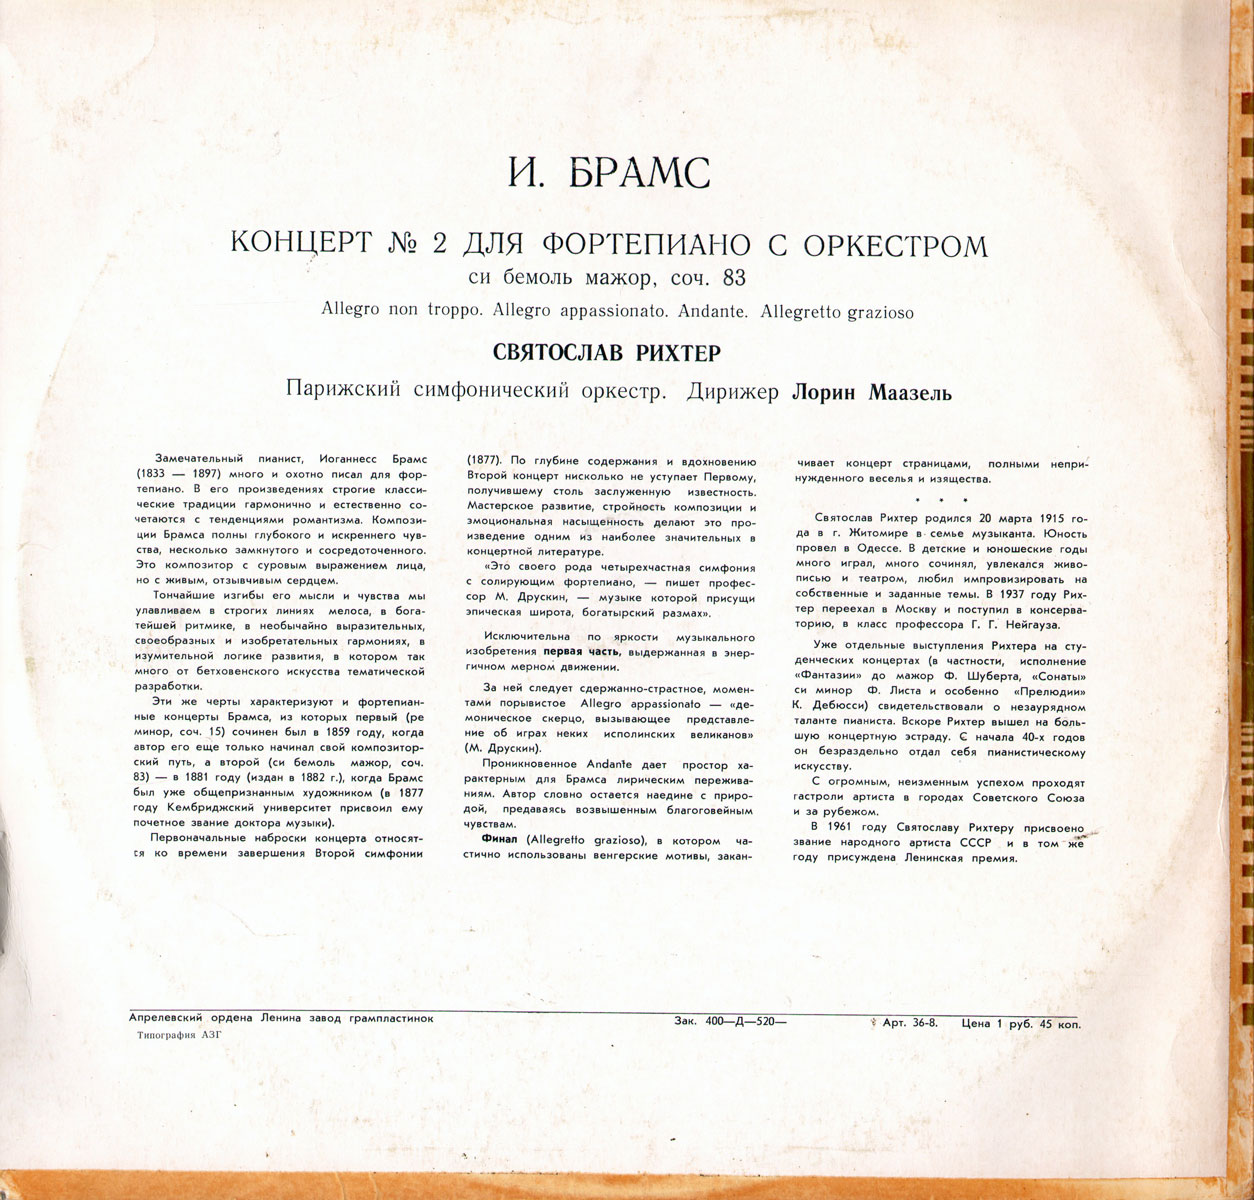 И. БРАМС
КОНЦЕРТ № 2 ДЛЯ ФОРТЕПИАНО С ОРКЕСТРОМ
си бемоль мажор, соч. 83
Allegro non troppo. Allegro appassionato. Andante. Allegretto grazioso
СВЯТОСЛАВ РИХТЕР
Парижский симфонический оркестр. Дирижер Лорин Маазель
Замечательный пианист, Иоганнесс Брамс
(1833 — 1897) много и охотно писал для фор-
тепиано. В его произведениях строгие класси-
ческие традиции гармонично и естественно со-
четаются с тенденциями романтизма. Компози-
ции Брамса полны глубокого и искреннего чув-
ства, несколько замкнутого и сосредоточенного.
Это композитор с суровым выражением лица,
но с живым, отзывчивым сердцем.
Тончайшие изгибы его мысли и чувства мы
улавливаем в строгих линиях мелоса, в бога-
тейшей ритмике, в необычайно выразительных,
своеобразных и изобретательных гармониях, в
изумительной логике развития, в котором так
много от бетховенского искусства тематической
разработки.
Эти же черты характеризуют и фортепиан-
ные концерты Брамса, из которых первый (ре
минор, соч. 15) сочинен был в 1859 году, когда
автор его еще только начинал свой композитор-
ский путь, а второй (си бемоль мажор, соч.
83) — в 1881 году (издан в 1882 г.), когда Брамс
был уже общепризнанным художником (в 1877
году Кембриджский университет присвоил ему
почетное звание доктора музыки).
Первоначальные наброски концерта относят-
ся ко времени завершения Второй симфонии
(1877). По глубине содержания и вдохновению
Второй концерт нисколько не уступает Первому,
получившему столь заслуженную известность.
Мастерское развитие, стройность композиции и
эмоциональная насыщенность делают это про-
изведение одним из наиболее значительных в
концертной литературе.
«Это своего рода четырехчастная симфония
с солирующим фортепиано, — пишет профес-
сор М. Друскин, — музыке которой присущи
эпическая широта, богатырский размах».
Исключительна по яркости музыкального
изобретения первая часть, выдержанная в энер-
гичном мерном движении.
За ней следует сдержанно-страстное, момен-
тами порывистое Allegro appassionato — «де-
моническое скерцо, вызывающее представле-
ние об играх неких исполинских великанов»
(М. Друскин).
Проникновенное Andante дает простор ха-
рактерным для Брамса лирическим пережива-
ниям. Автор словно остается наедине с приро-
дой, предаваясь возвышенным благоговейным
чувствам.
Финал (Allegretto grazioso), в котором ча-
стично использованы венгерские мотивы, закан-
чивает концерт страницами, полными непри-
нужденного веселья и изящества.
* * *
Святослав Рихтер родился 20 марта 1915 го-
да в г. Житомире в семье музыканта. Юность
провел в Одессе. В детские и юношеские годы
много играл, много сочинял, увлекался живо-
писью и театром, любил импровизировать на
собственные и заданные темы. В 1937 году Рих-
тер переехал в Москву и поступил в консерва-
торию, в класс профессора Г. Г. Нейгауза.
Уже отдельные выступления Рихтера на сту-
денческих концертах (в частности, исполнение
«Фантазии» до мажор Ф. Шуберта, «Сонаты»
си минор Ф. Листа и особенно «Прелюдии»
К. Дебюсси) свидетельствовали о незаурядном
таланте пианиста. Вскоре Рихтер вышел на боль-
шую концертную эстраду. С начала 40-х годов
он безраздельно отдал себя пианистическому
искусству.
С огромным, неизменным успехом проходят
гастроли артиста в городах Советского Союза
и за рубежом.
В 1961 году Святославу Рихтеру присвоено
звание народного артиста СССР и в том же
году присуждена Ленинская премия.
Апрелевский ордена Ленина завод грампластинок Зак. 400—Д—520— Арт. 36-8. Цена 1 руб. 45 коп.
Типография АЗГ